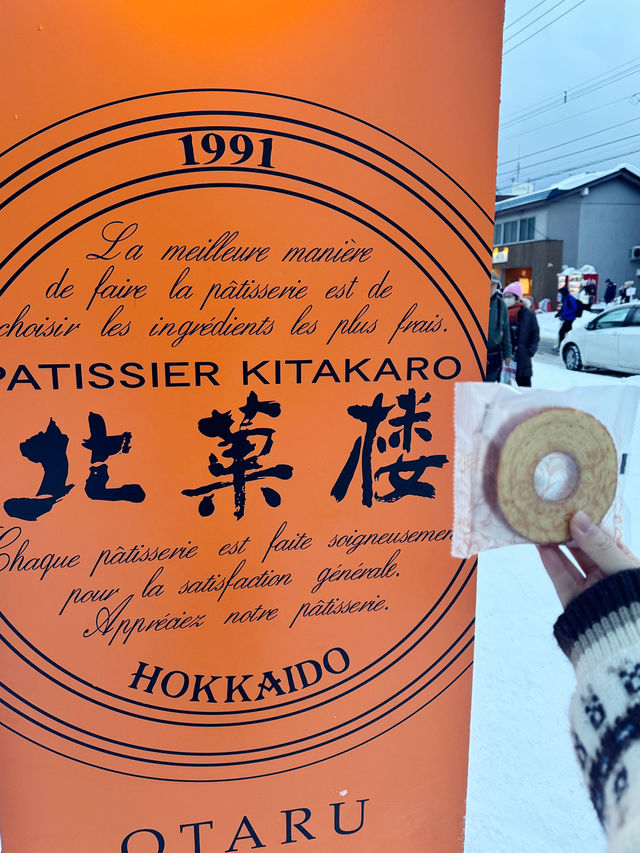 1991
La meilleure manière
de faire la pâtisserie est de
choisir les ingrédients les plus frais.
PATISSIER KITAKARO
北菓楼
Chaque pâtisserie est faite soigneusement
pour la satisfaction générale.
Appréciez notre pâtisserie.
HOKKAIDO
OTARU